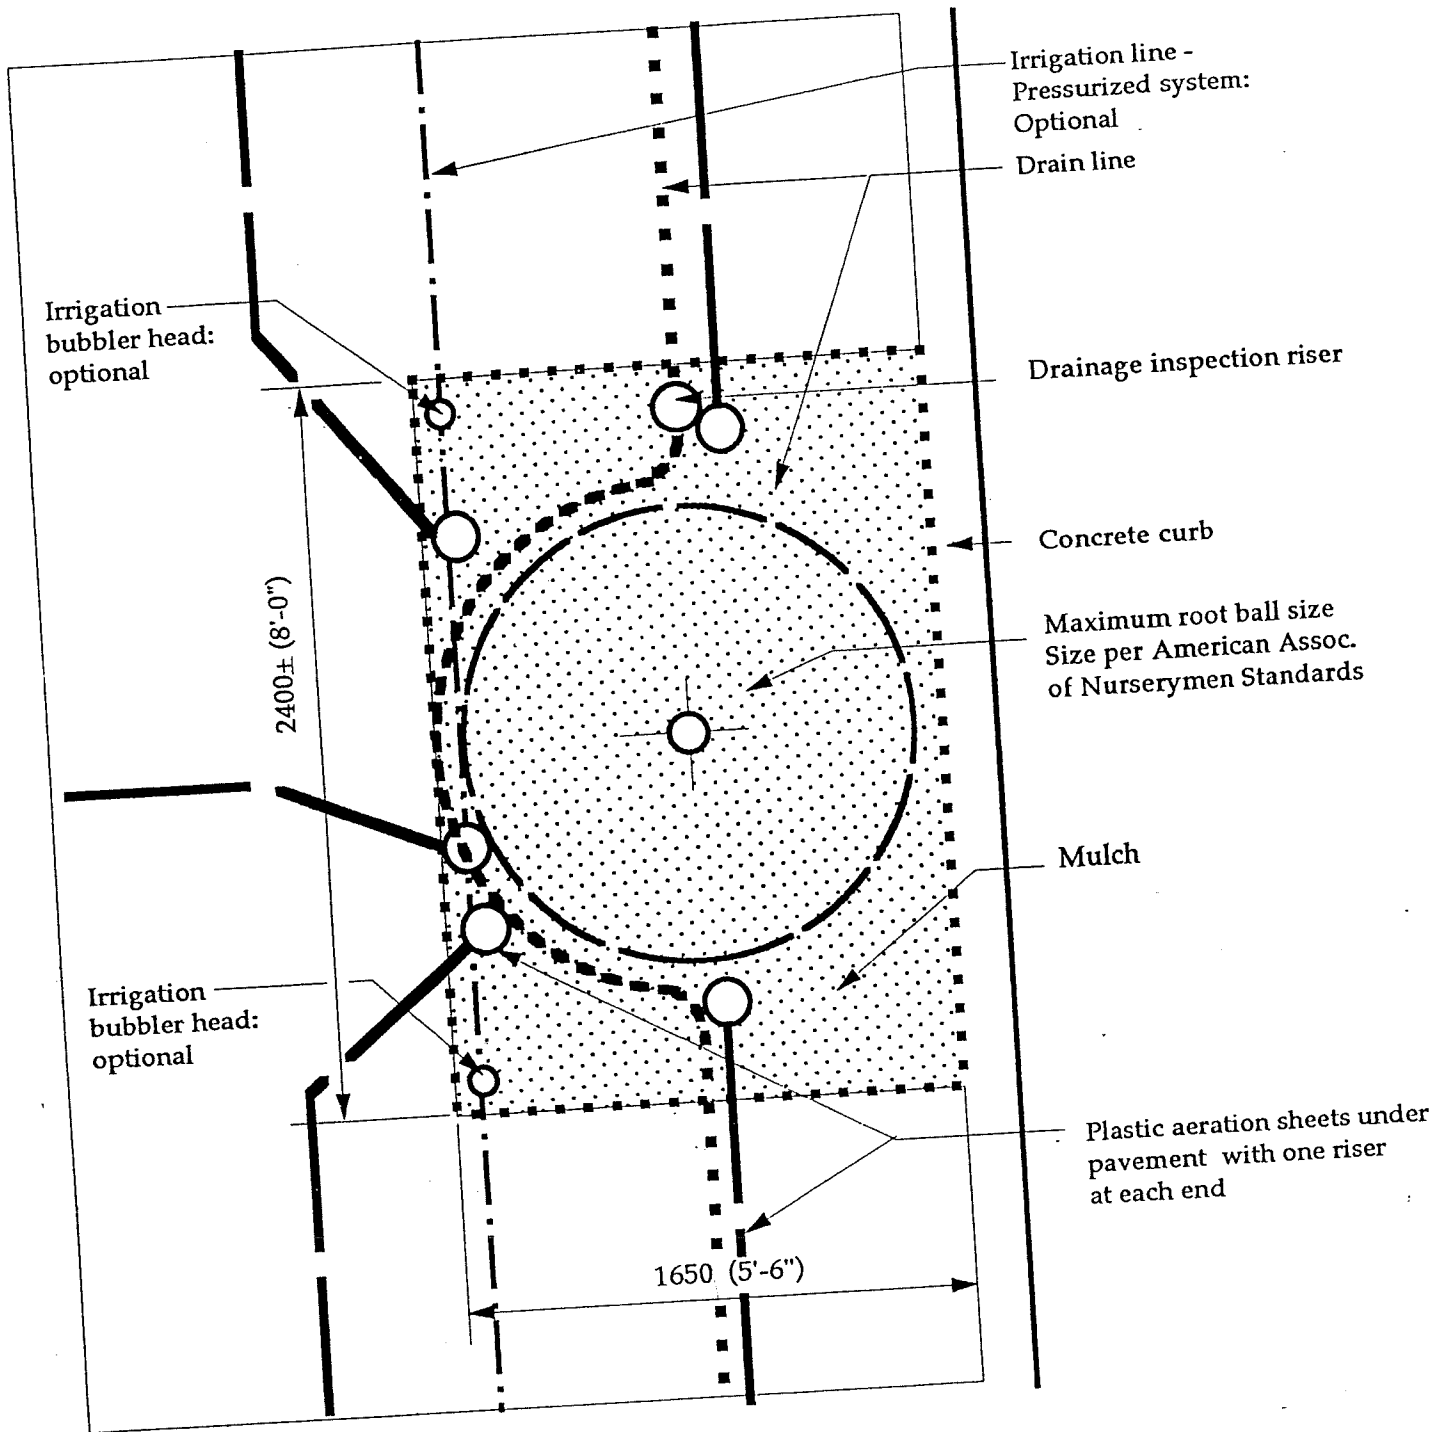 Irrigation line -
Pressurized system:
Optional
Drain line
Irrigation
bubbler head:
optional
Drainage inspection riser
Concrete curb
2400± (8'-0")
Maximum root ball size
Size per American Assoc.
of Nurserymen Standards
Mulch
Irrigation
bubbler head:
optional
Plastic aeration sheets under
pavement with one riser
at each end
1650 (5'-6")